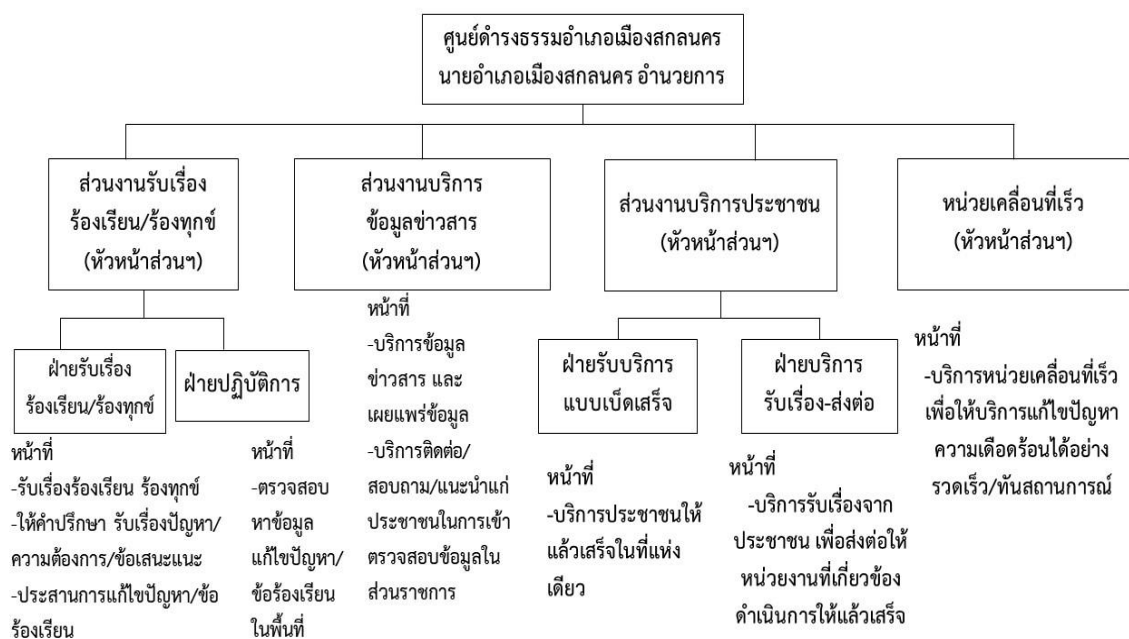 ศูนย์ดำรงธรรมอำเภอเมืองสกลนคร
นายอำเภอเมืองสกลนคร อำนวยการ
ส่วนงานรับเรื่อง
ร้องเรียน/ร้องทุกข์
(หัวหน้าส่วนฯ)
ส่วนงานบริการ
ข้อมูลข่าวสาร
(หัวหน้าส่วนฯ)
ส่วนงานบริการประชาชน
(หัวหน้าส่วนฯ)
หน่วยเคลื่อนที่เร็ว
(หัวหน้าส่วนฯ)
ฝ่ายรับเรื่อง
ร้องเรียน/ร้องทุกข์
หน้าที่
-รับเรื่องร้องเรียน ร้องทุกข์
-ให้คำปรึกษา รับเรื่องปัญหา/
ความต้องการ/ข้อเสนะแนะ
-ประสานการแก้ไขปัญหา/ข้อ
ร้องเรียน
ฝ่ายปฏิบัติการ
หน้าที่
-ตรวจสอบ
หาข้อมูล
แก้ไขปัญหา/
ข้อร้องเรียน
ในพื้นที่
หน้าที่
-บริการข้อมูล
ข่าวสาร และ
เผยแพร่ข้อมูล
-บริการติดต่อ/
สอบถาม/แนะนำแก่
ประชาชนในการเข้า
ตรวจสอบข้อมูลใน
ส่วนราชการ
ฝ่ายรับบริการ
แบบเบ็ดเสร็จ
หน้าที่
-บริการประชาชนให้
แล้วเสร็จในที่แห่ง
เดียว
ฝ่ายบริการ
รับเรื่อง-ส่งต่อ
หน้าที่
-บริการรับเรื่องจาก
ประชาชน เพื่อส่งต่อให้
หน่วยงานที่เกี่ยวข้อง
ดำเนินการให้แล้วเสร็จ
หน้าที่
-บริการหน่วยเคลื่อนที่เร็ว
เพื่อให้บริการแก้ไขปัญหา
ความเดือดร้อนได้อย่าง
รวดเร็ว/ทันสถานการณ์